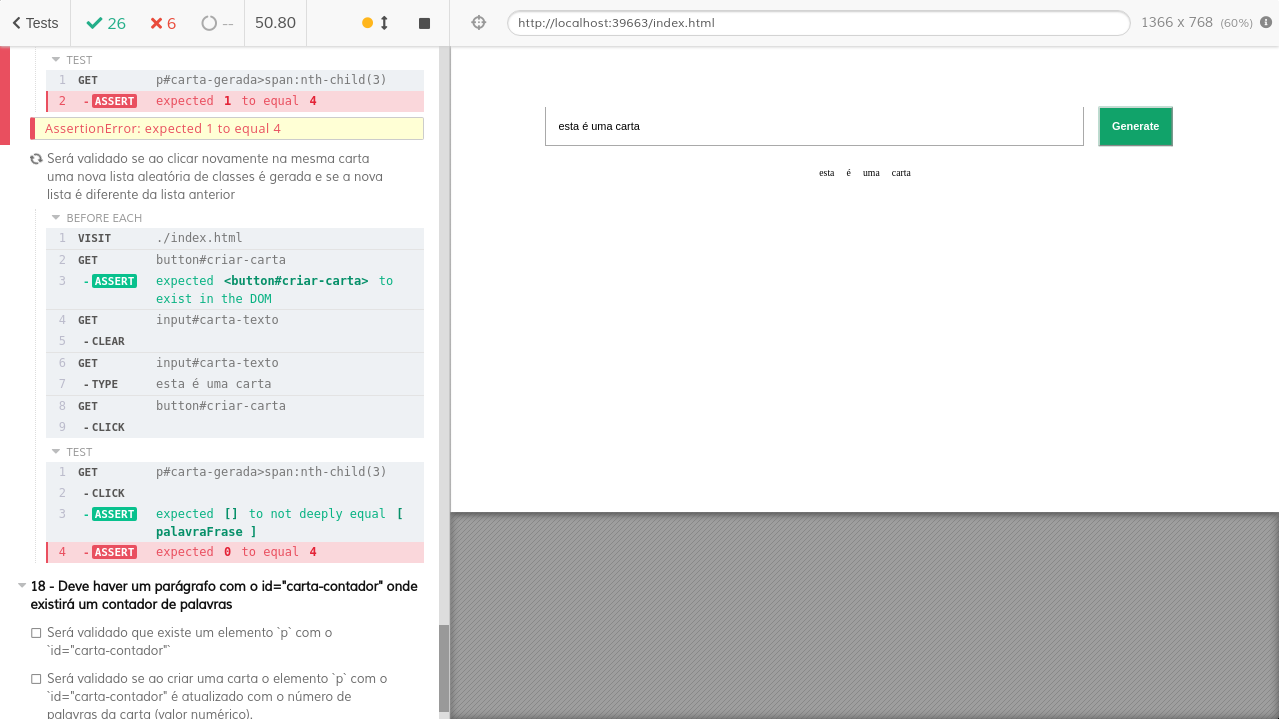 Tests
26
6
--
50.80
http://localhost:39663/index.html
1366 x 768 (60%)
TEST
1 GET p#carta-gerada>span:nth-child(3)
2 -ASSERT expected 1 to equal 4
AssertionError: expected 1 to equal 4
Será validado se ao clicar novamente na mesma carta
uma nova lista aleatória de classes é gerada e se a nova
lista é diferente da lista anterior
BEFORE EACH
1 VISIT ./index.html
2 GET button#criar-carta
3 -ASSERT expected <button#criar-carta> to
exist in the DOM
4 GET input#carta-texto
5 -CLEAR
6 GET input#carta-texto
7 -TYPE esta é uma carta
8 GET button#criar-carta
9 -CLICK
TEST
1 GET p#carta-gerada>span:nth-child(3)
2 -CLICK
3 -ASSERT expected [] to not deeply equal [
palavraFrase ]
4 -ASSERT expected 0 to equal 4
18 - Deve haver um parágrafo com o id="carta-contador" onde
existirá um contador de palavras
Será validado que existe um elemento `p` com o
`id="carta-contador"`
Será validado se ao criar uma carta o elemento `p` com o
`id="carta-contador" é atualizado com o número de
palavras da carta (valor numérico).
esta é uma carta
Generate
esta é uma carta